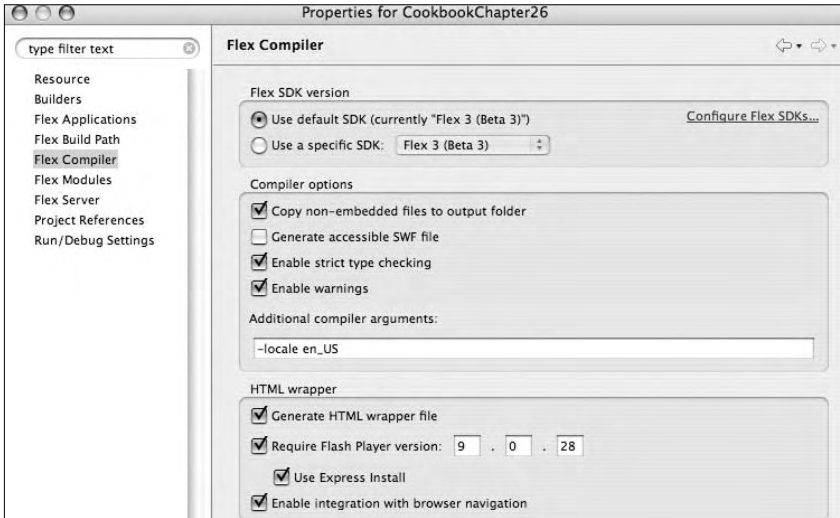 Properties for CookbookChapter26
type filter text
Resource
Builders
Flex Applications
Flex Build Path
Flex Compiler
Flex Modules
Flex Server
Project References
Run/Debug Settings
Flex Compiler
Flex SDK version
Use default SDK (currently "Flex 3 (Beta 3)")
Configure Flex SDKs...
Use a specific SDK: Flex 3 (Beta 3)
Compiler options
Copy non-embedded files to output folder
Generate accessible SWF file
Enable strict type checking
Enable warnings
Additional compiler arguments:
-locale en_US
HTML wrapper
Generate HTML wrapper file
Require Flash Player version: 9 . 0 . 28
Use Express Install
Enable integration with browser navigation